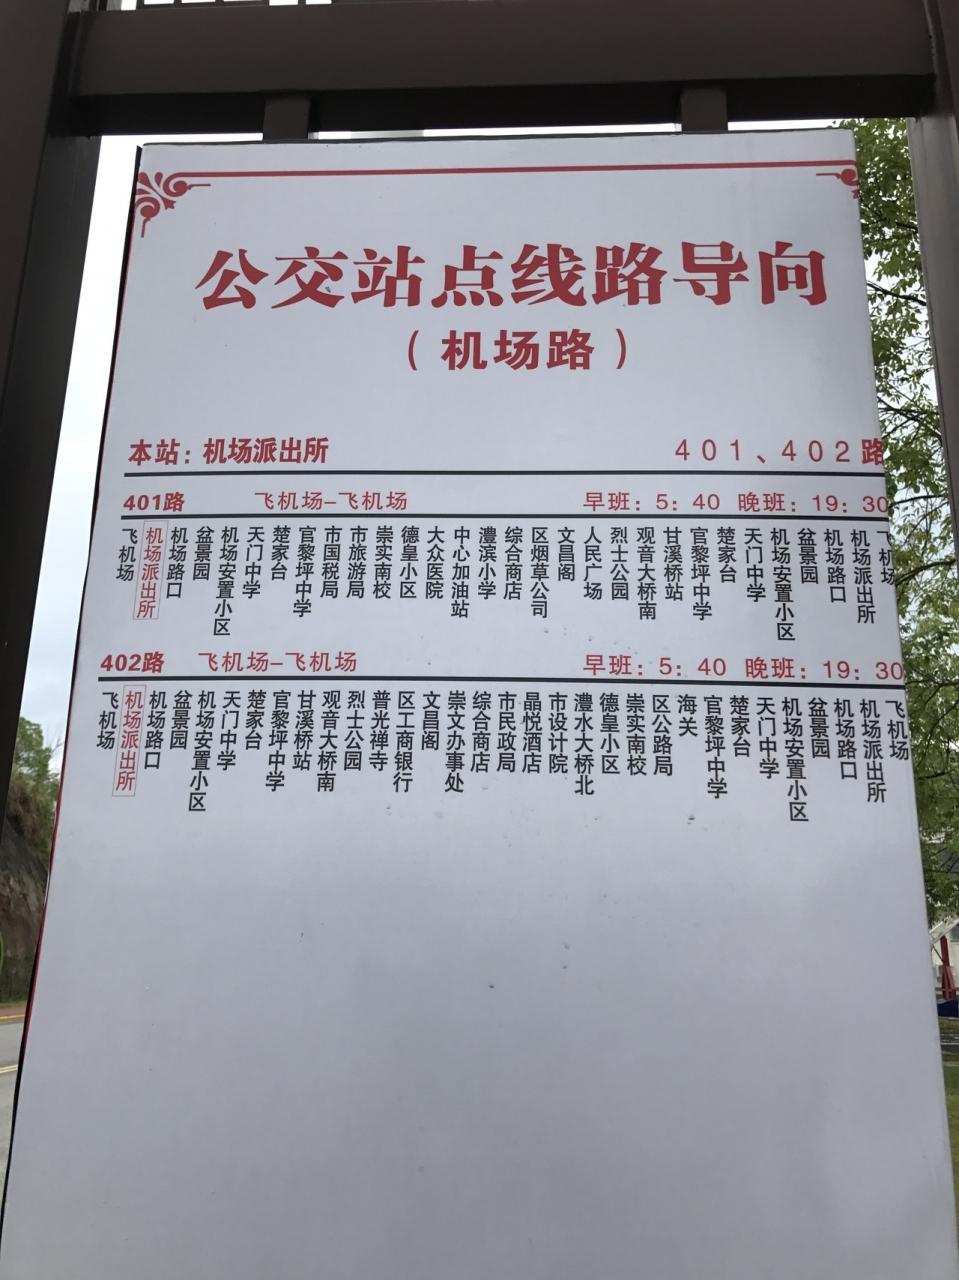 公交站点线路导向
（机场路）
本站：机场派出所 401、402路
401路 飞机场–飞机场 早班：5：40 晚班：19：30
飞机场 机场派出所 机场路口 盆景园 机场安置小区 天门中学 楚家台 官黎坪中学 市国税局 市旅游局 崇实南校 德皇小区 大众医院 中心加油站 澧滨小学 综合商店 区烟草公司 文昌阁 人民广场 烈士公园 观音大桥南 甘溪桥站 官黎坪中学 楚家台 天门中学 机场安置小区 盆景园 机场路口 机场派出所 飞机场
402路 飞机场–飞机场 早班：5：40 晚班：19：30
飞机场 机场派出所 机场路口 盆景园 机场安置小区 天门中学 楚家台 官黎坪中学 甘溪桥站 观音大桥南 烈士公园 普光禅寺 区工商银行 文昌阁 崇文办事处 综合商店 市民政局 晶悦酒店 市设计院 澧水大桥北 德皇小区 崇实南校 区公路局 海关 官黎坪中学 楚家台 天门中学 机场安置小区 盆景园 机场路口 机场派出所 飞机场